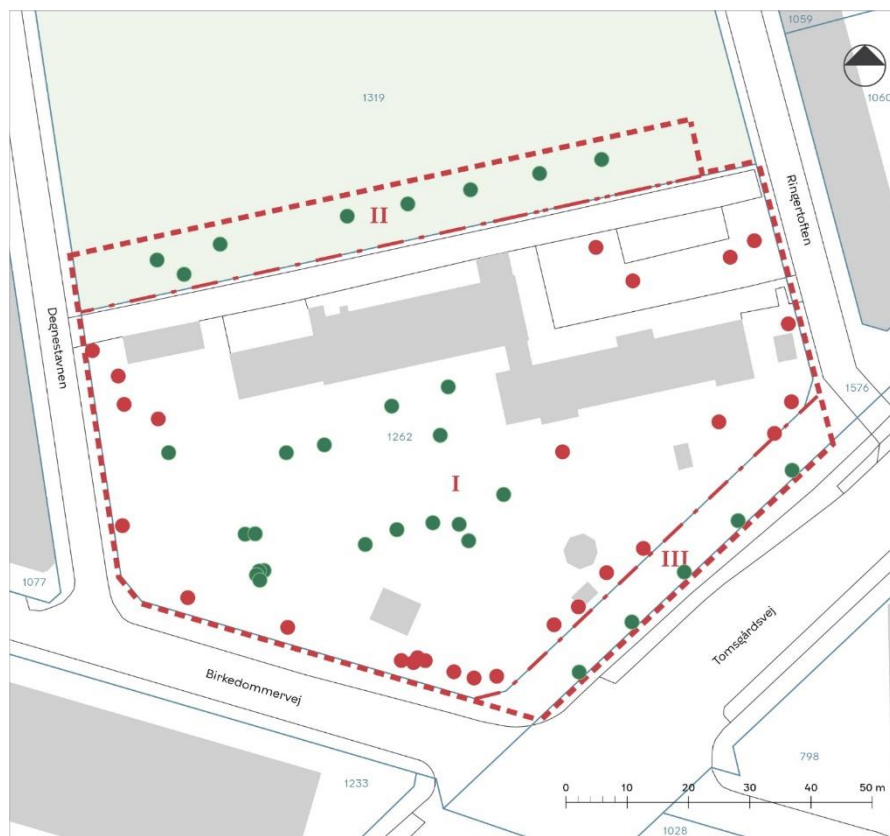 1059
1319
1060
Ringertoften
II
Degnestavnen
1576
1262
I
III
1077
Tomsgårdsvej
Birkedommervej
798
1233
0 10 20 30 40 50 m
1028